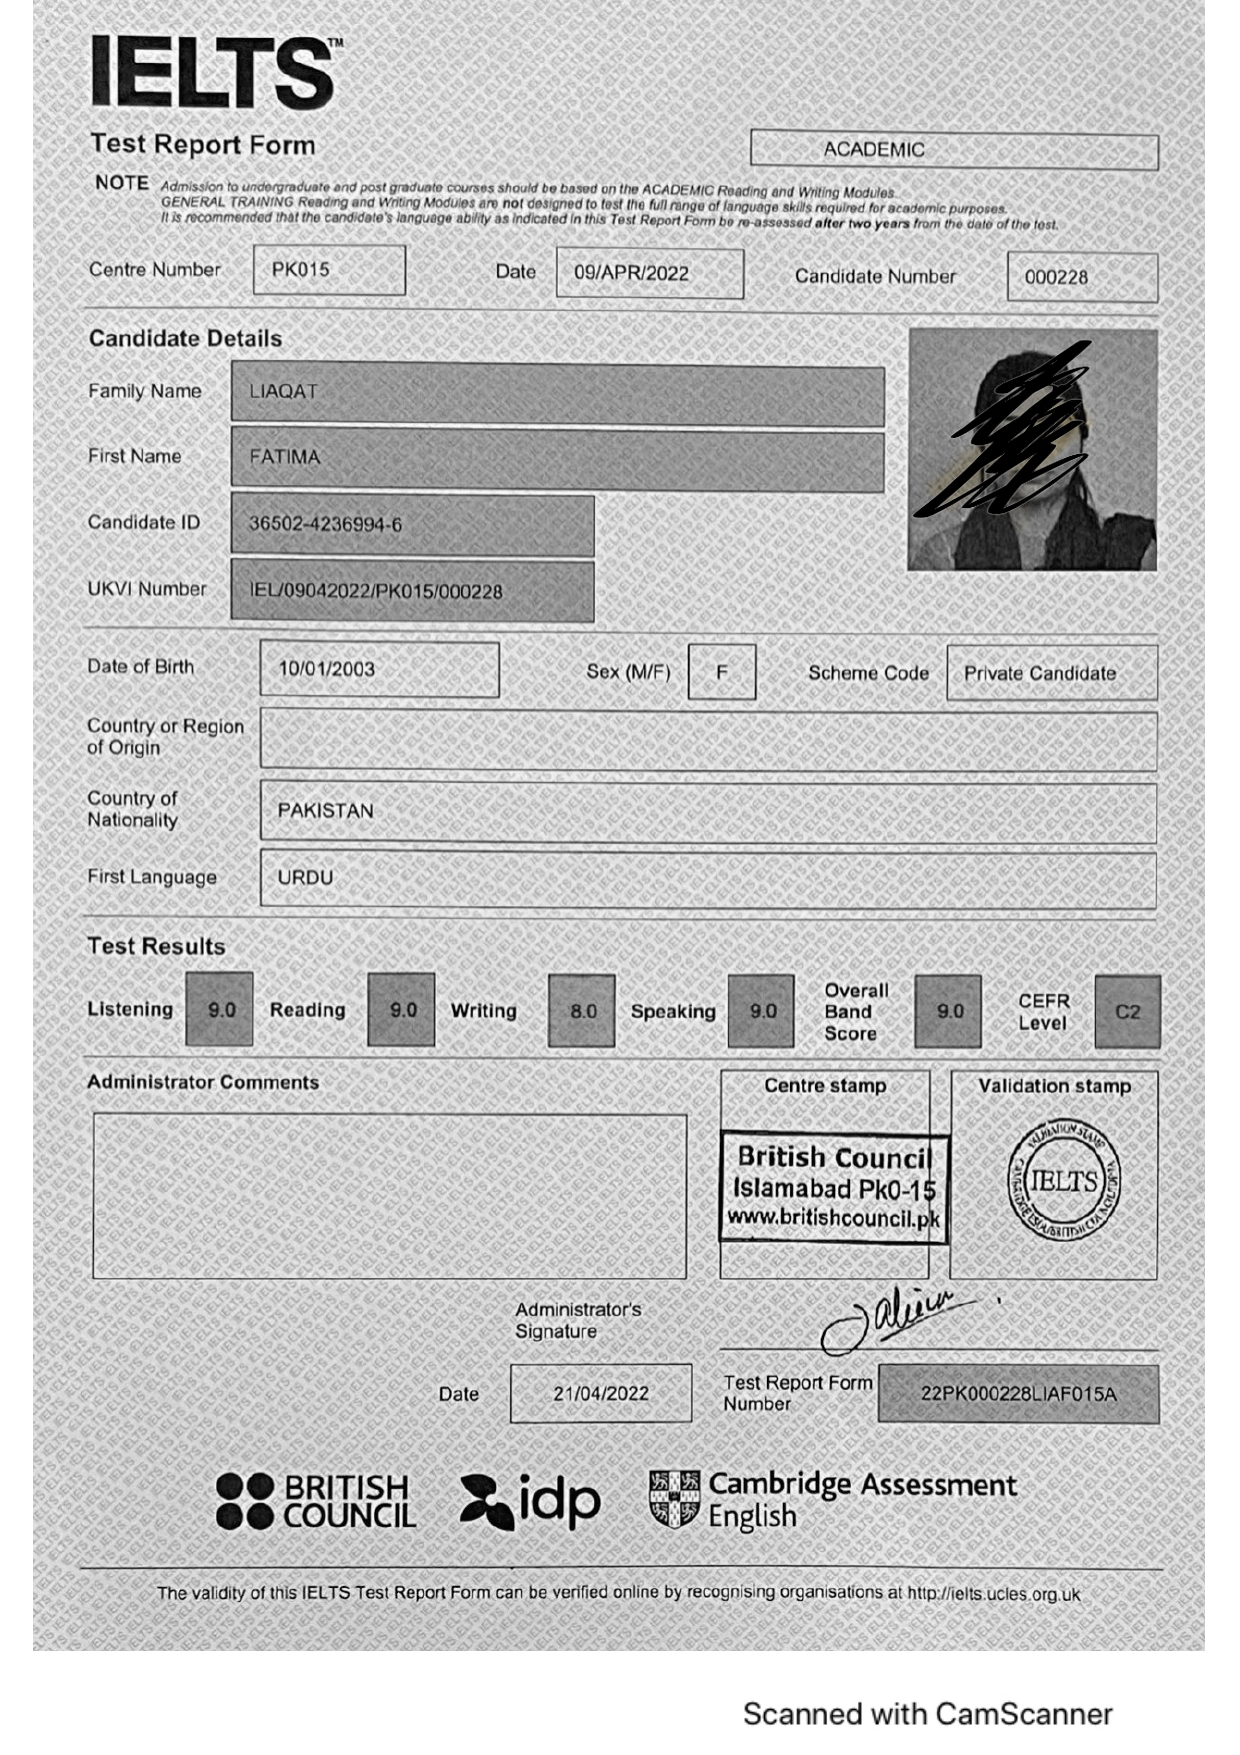 IELTS™
Test Report Form
ACADEMIC
NOTE Admission to undergraduate and post graduate courses should be based on the ACADEMIC Reading and Writing Modules.
GENERAL TRAINING Reading and Writing Modules are not designed to test the full range of language skills required for academic purposes.
It is recommended that the candidate's language ability as indicated in this Test Report Form be re-assessed after two years from the date of the test.
Centre Number PK015 Date 09/APR/2022 Candidate Number 000228
Candidate Details
Family Name LIAQAT
First Name FATIMA
Candidate ID 36502-4236994-6
UKVI Number IEL/09042022/PK015/000228
Date of Birth 10/01/2003 Sex (M/F) F Scheme Code Private Candidate
Country or Region
of Origin
Country of
Nationality PAKISTAN
First Language URDU
Test Results
Listening 9.0 Reading 9.0 Writing 8.0 Speaking 9.0 Overall Band Score 9.0 CEFR Level C2
Administrator Comments
Centre stamp
British Council
Islamabad Pk0-15
www.britishcouncil.pk
Validation stamp
VALIDATION STAMP
IELTS
Administrator's
Signature
Date 21/04/2022
Test Report Form
Number 22PK000228LIAF015A
BRITISH
COUNCIL
idp
Cambridge Assessment
English
The validity of this IELTS Test Report Form can be verified online by recognising organisations at http://ielts.ucles.org.uk
Scanned with CamScanner